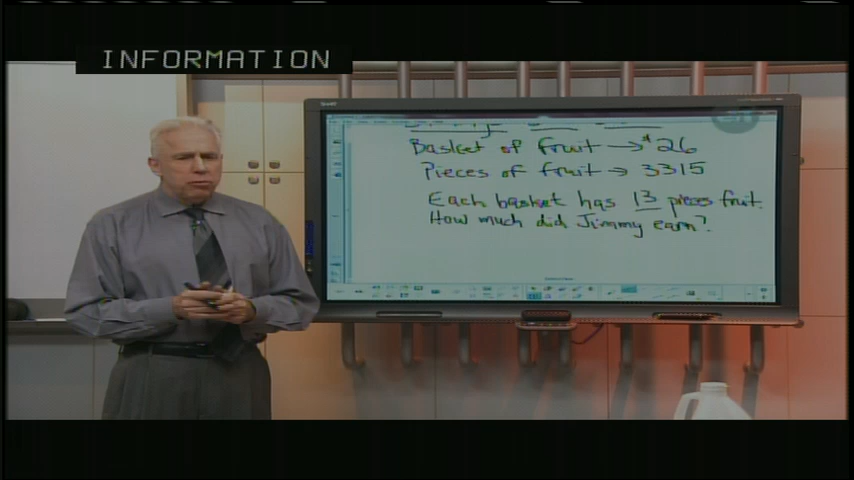 INFORMATION
Basket of fruit → $26
Pieces of fruit → 3315
Each basket has 13 pieces fruit.
How much did Jimmy earn?